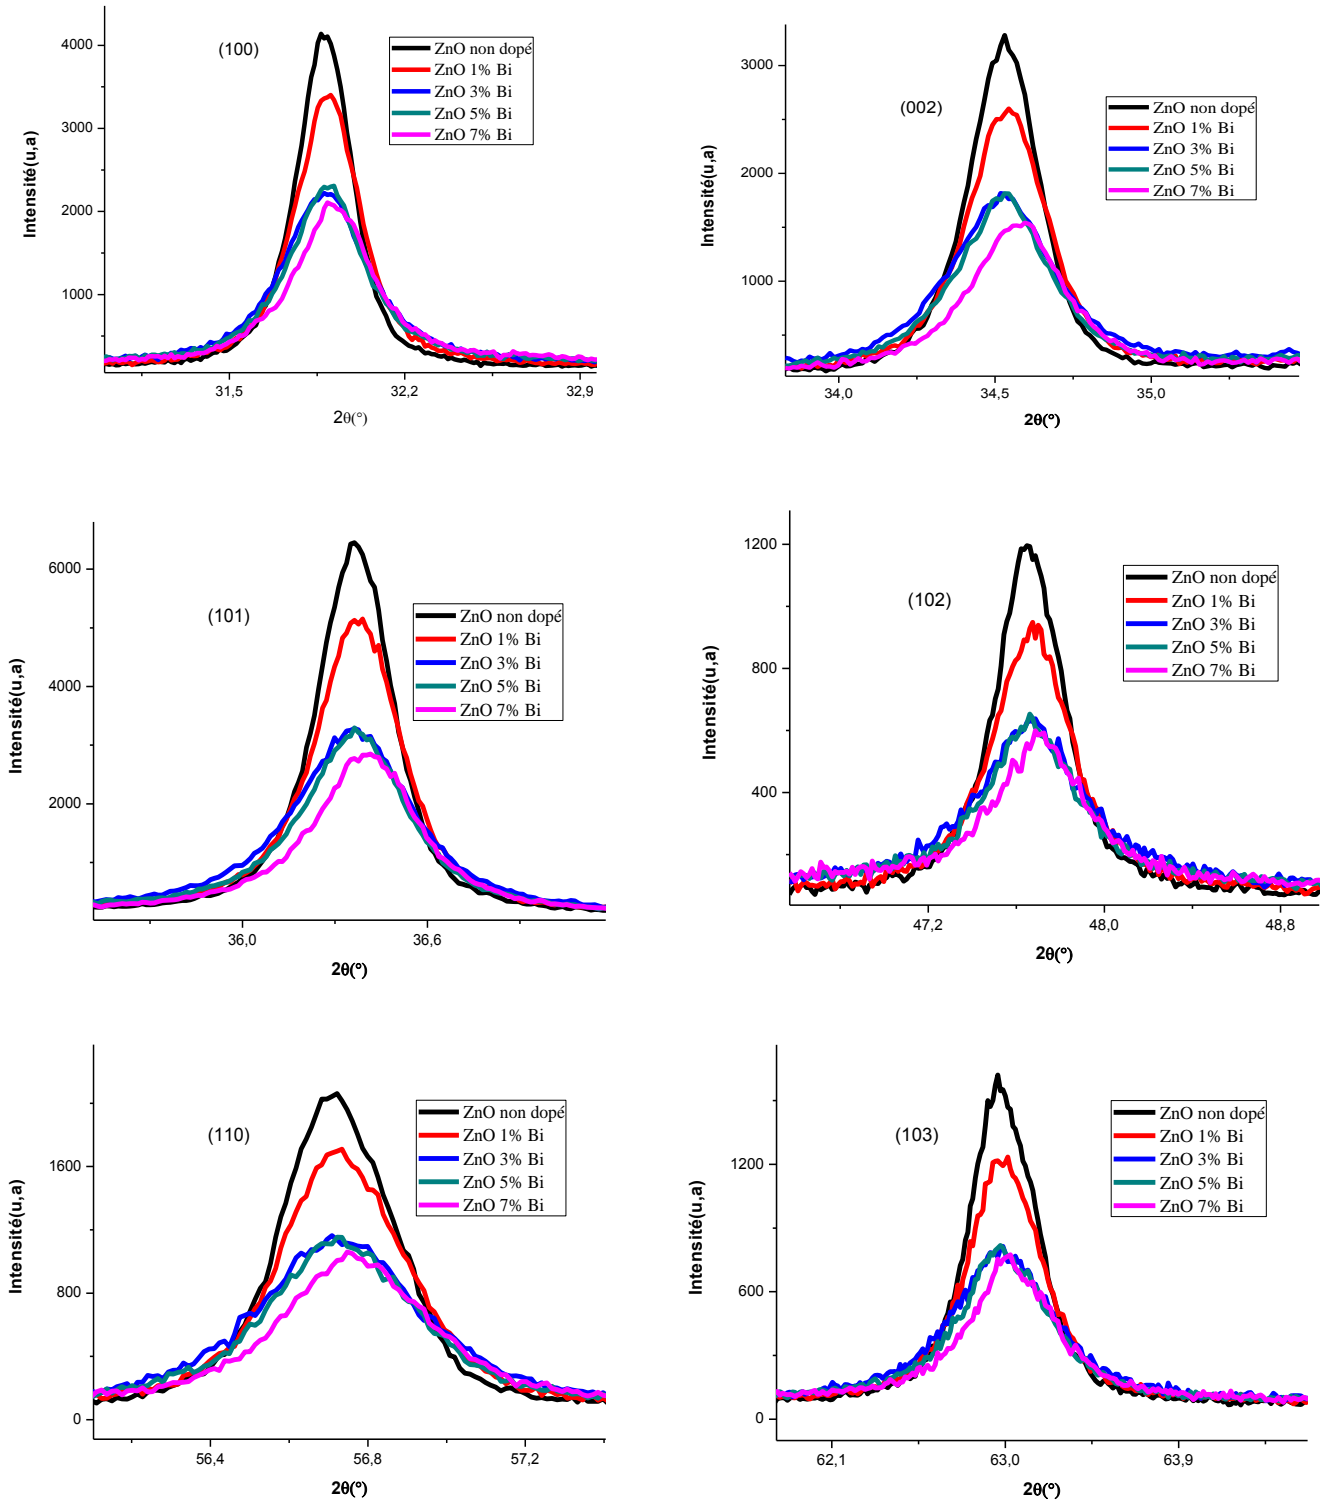 (100)
ZnO non dopé
ZnO 1% Bi
ZnO 3% Bi
ZnO 5% Bi
ZnO 7% Bi
4000
3000
2000
1000
Intensité(u,a)
31,5
32,2
32,9
2θ(°)
(002)
ZnO non dopé
ZnO 1% Bi
ZnO 3% Bi
ZnO 5% Bi
ZnO 7% Bi
3000
2000
1000
Intensité(u,a)
34,0
34,5
35,0
2θ(°)
(101)
ZnO non dopé
ZnO 1% Bi
ZnO 3% Bi
ZnO 5% Bi
ZnO 7% Bi
6000
4000
2000
Intensité(u,a)
36,0
36,6
2θ(°)
(102)
ZnO non dopé
ZnO 1% Bi
ZnO 3% Bi
ZnO 5% Bi
ZnO 7% Bi
1200
800
400
Intensité(u,a)
47,2
48,0
48,8
2θ(°)
(110)
ZnO non dopé
ZnO 1% Bi
ZnO 3% Bi
ZnO 5% Bi
ZnO 7% Bi
1600
800
0
Intensité(u,a)
56,4
56,8
57,2
2θ(°)
(103)
ZnO non dopé
ZnO 1% Bi
ZnO 3% Bi
ZnO 5% Bi
ZnO 7% Bi
1200
600
0
Intensité(u,a)
62,1
63,0
63,9
2θ(°)